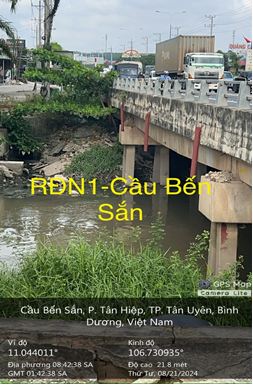 RĐN1-Cầu Bến
Sắn
GPS Map
Camera Lite
Cầu Bến Sắn, P. Tân Hiệp, TP. Tân Uyên, Bình
Dương, Việt Nam
Vĩ độ
11.044011°
Kinh độ
106.730935°
Địa phương 08:42:38 SA
GMT 01:42:38 SA
Độ cao 21.8 mét
Thứ Tư, 08/21/2024